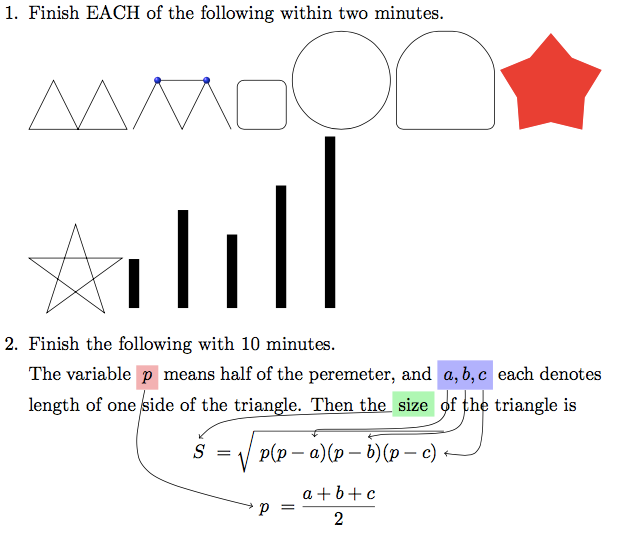 1. Finish EACH of the following within two minutes.
2. Finish the following with 10 minutes.
The variable p means half of the peremeter, and a, b, c each denotes
length of one side of the triangle. Then the size of the triangle is
S = √p(p − a)(p − b)(p − c)
p = a + b + c / 2